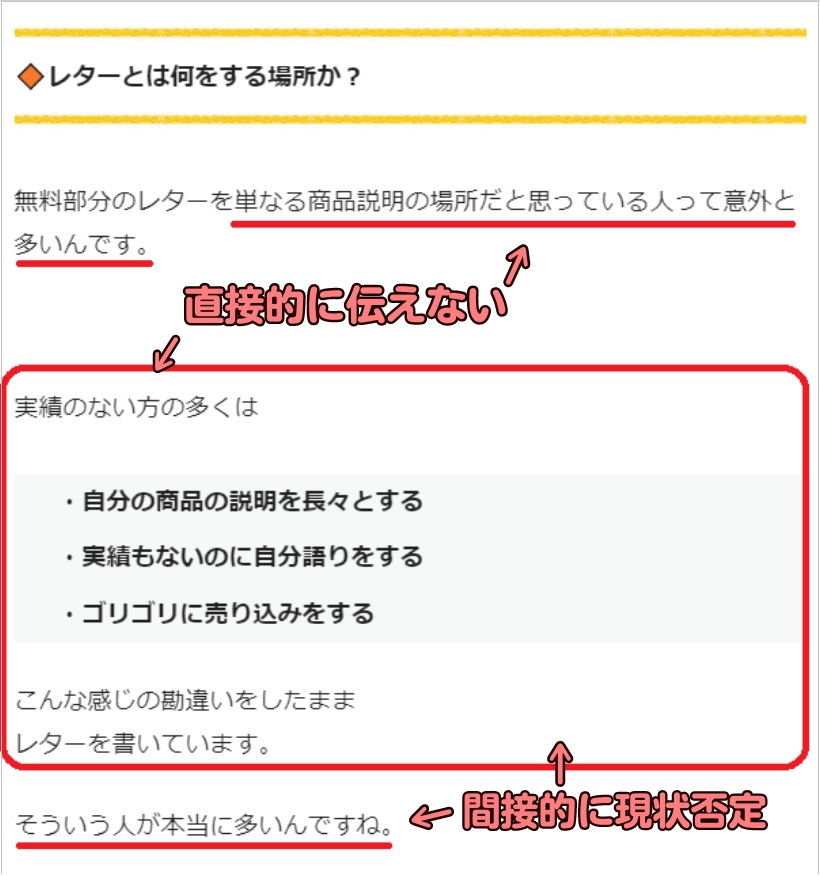 ◆レターとは何をする場所か？
無料部分のレターを単なる商品説明の場所だと思っている人って意外と
多いんです。
直接的に伝えない
実績のない方の多くは
・自分の商品の説明を長々とする
・実績もないのに自分語りをする
・ゴリゴリに売り込みをする
こんな感じの勘違いをしたまま
レターを書いています。
間接的に現状否定
そういう人が本当に多いんですね。